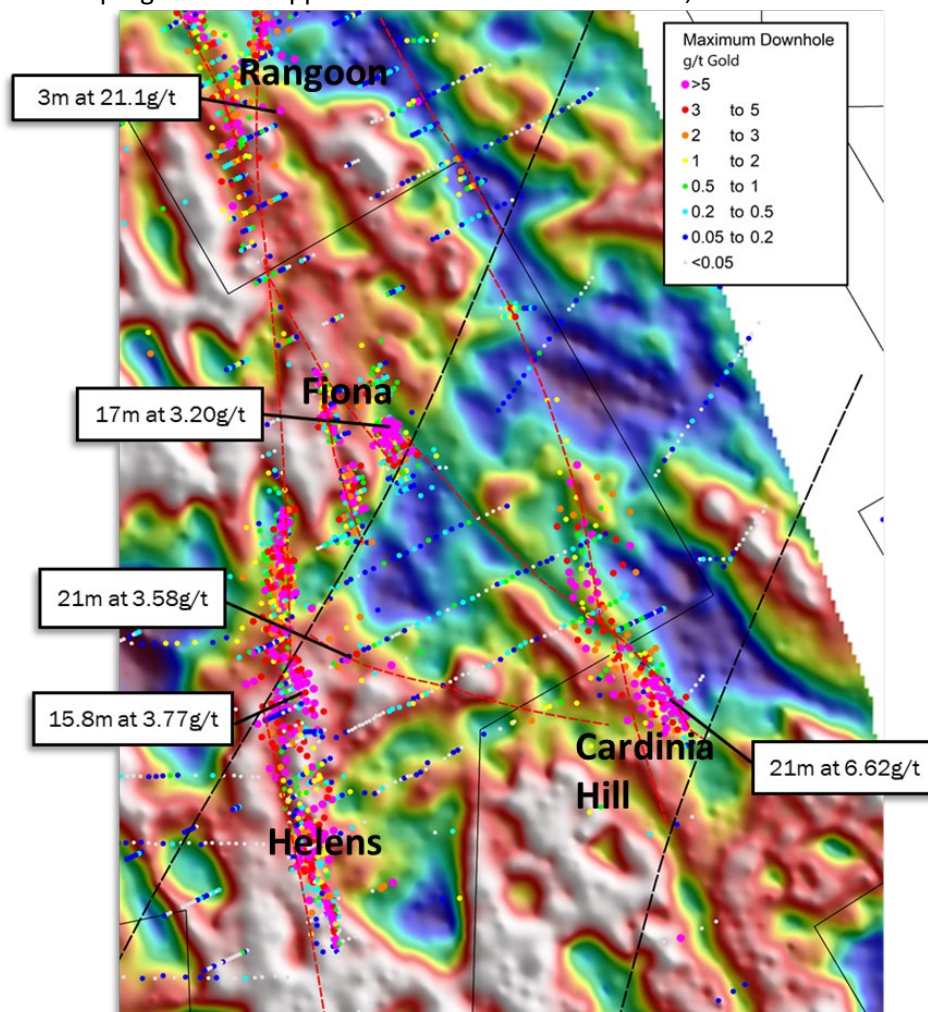 Maximum Downhole
g/t Gold
>5
3 to 5
2 to 3
1 to 2
0.5 to 1
0.2 to 0.5
0.05 to 0.2
<0.05
Rangoon
3m at 21.1g/t
Fiona
17m at 3.20g/t
21m at 3.58g/t
15.8m at 3.77g/t
Cardinia
Hill
21m at 6.62g/t
Helens